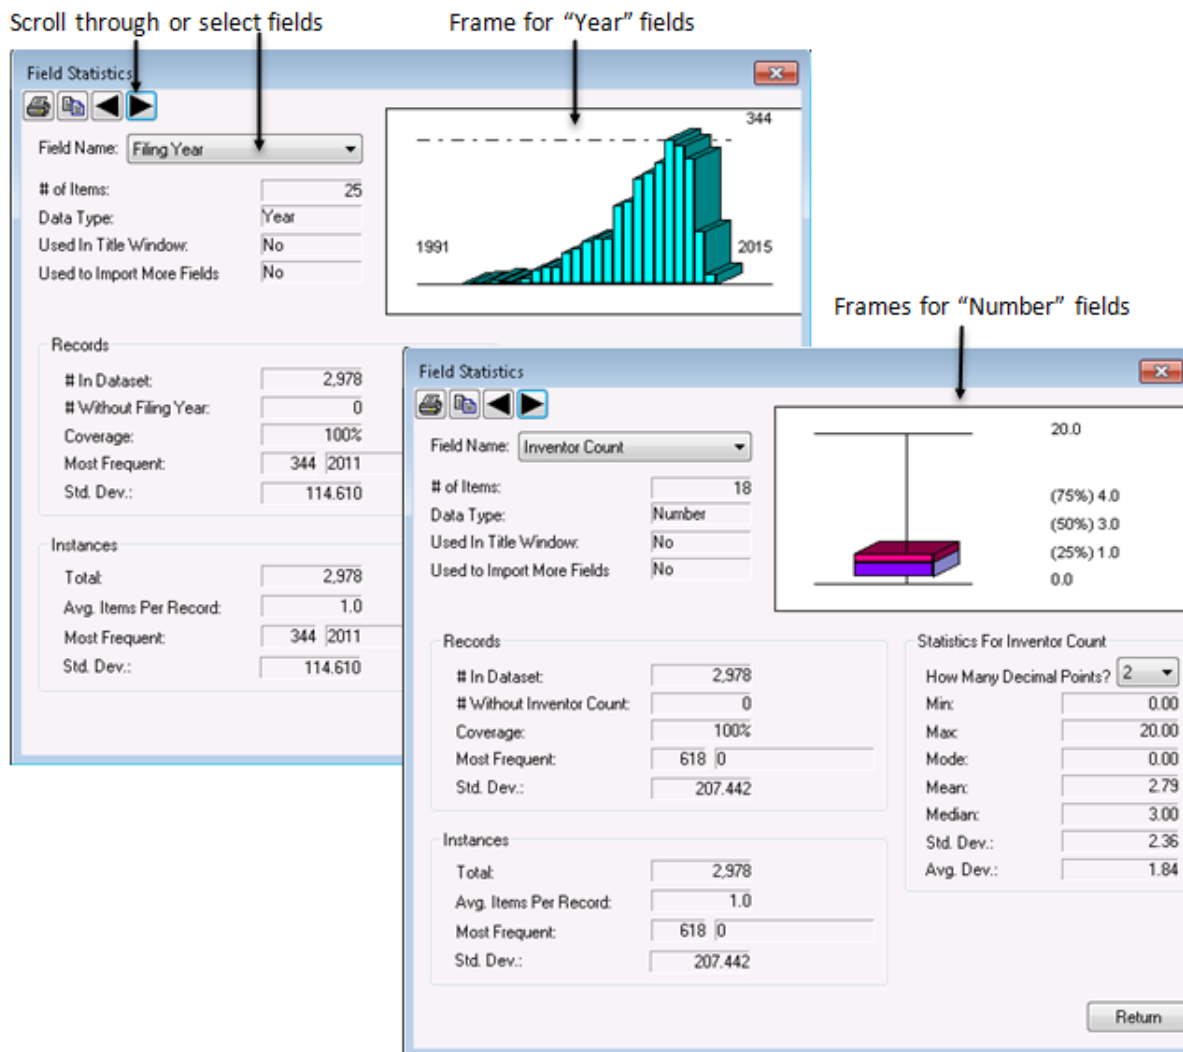 Scroll through or select fields
Frame for “Year” fields
Field Statistics
344
Field Name: Filing Year
# of Items: 25
Data Type: Year
Used In Title Window: No
Used to Import More Fields No
1991
2015
Records
# In Dataset: 2,978
# Without Filing Year: 0
Coverage: 100%
Most Frequent: 344 2011
Std. Dev.: 114.610
Instances
Total: 2,978
Avg. Items Per Record: 1.0
Most Frequent: 344 2011
Std. Dev.: 114.610
Frames for “Number” fields
Field Statistics
Field Name: Inventor Count
# of Items: 18
Data Type: Number
Used In Title Window: No
Used to Import More Fields No
20.0
(75%) 4.0
(50%) 3.0
(25%) 1.0
0.0
Records
# In Dataset: 2,978
# Without Inventor Count: 0
Coverage: 100%
Most Frequent: 618 0
Std. Dev.: 207.442
Instances
Total: 2,978
Avg. Items Per Record: 1.0
Most Frequent: 618 0
Std. Dev.: 207.442
Statistics For Inventor Count
How Many Decimal Points? 2
Min: 0.00
Max: 20.00
Mode: 0.00
Mean: 2.79
Median: 3.00
Std. Dev.: 2.36
Avg. Dev.: 1.84
Return